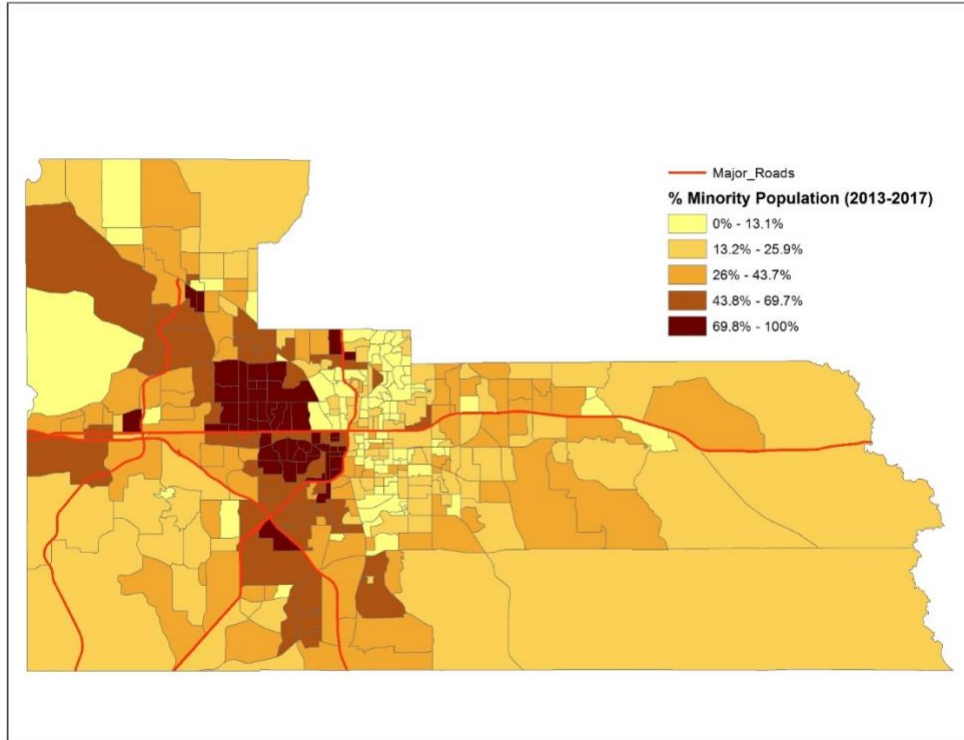 Major_Roads
% Minority Population (2013-2017)
0% - 13.1%
13.2% - 25.9%
26% - 43.7%
43.8% - 69.7%
69.8% - 100%